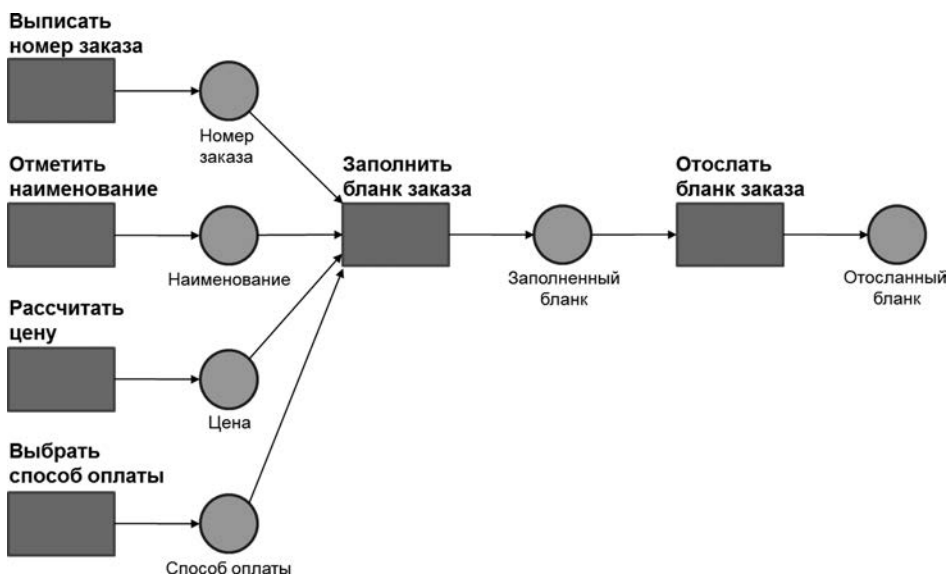 Выписать
номер заказа
Номер
заказа
Отметить
наименование
Заполнить
бланк заказа
Отослать
бланк заказа
Наименование
Заполненный
бланк
Отосланный
бланк
Рассчитать
цену
Цена
Выбрать
способ оплаты
Способ оплаты